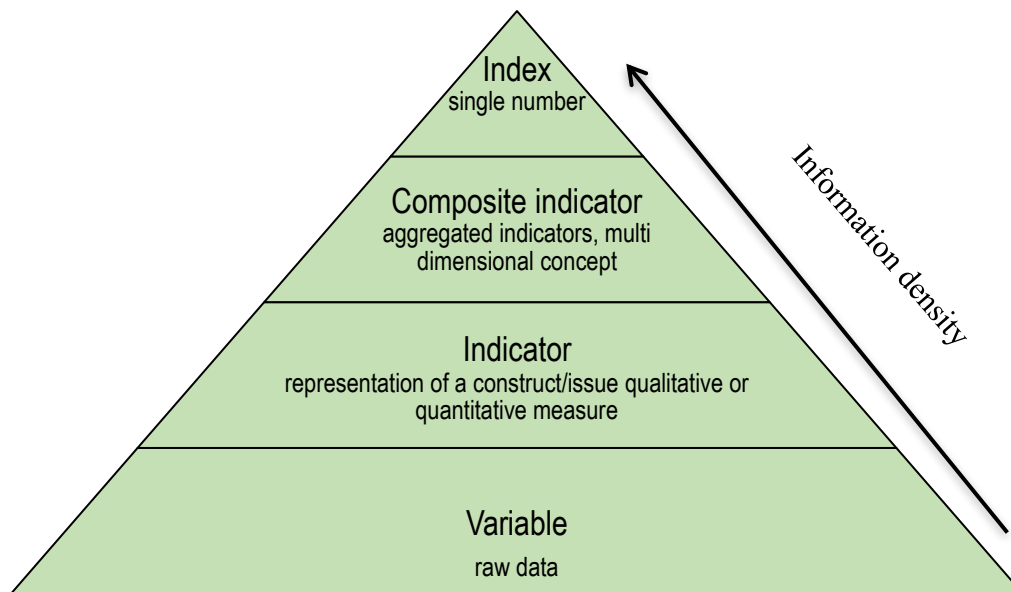 Index
single number
Composite indicator
aggregated indicators, multi
dimensional concept
Indicator
representation of a construct/issue qualitative or
quantitative measure
Variable
raw data
Information density